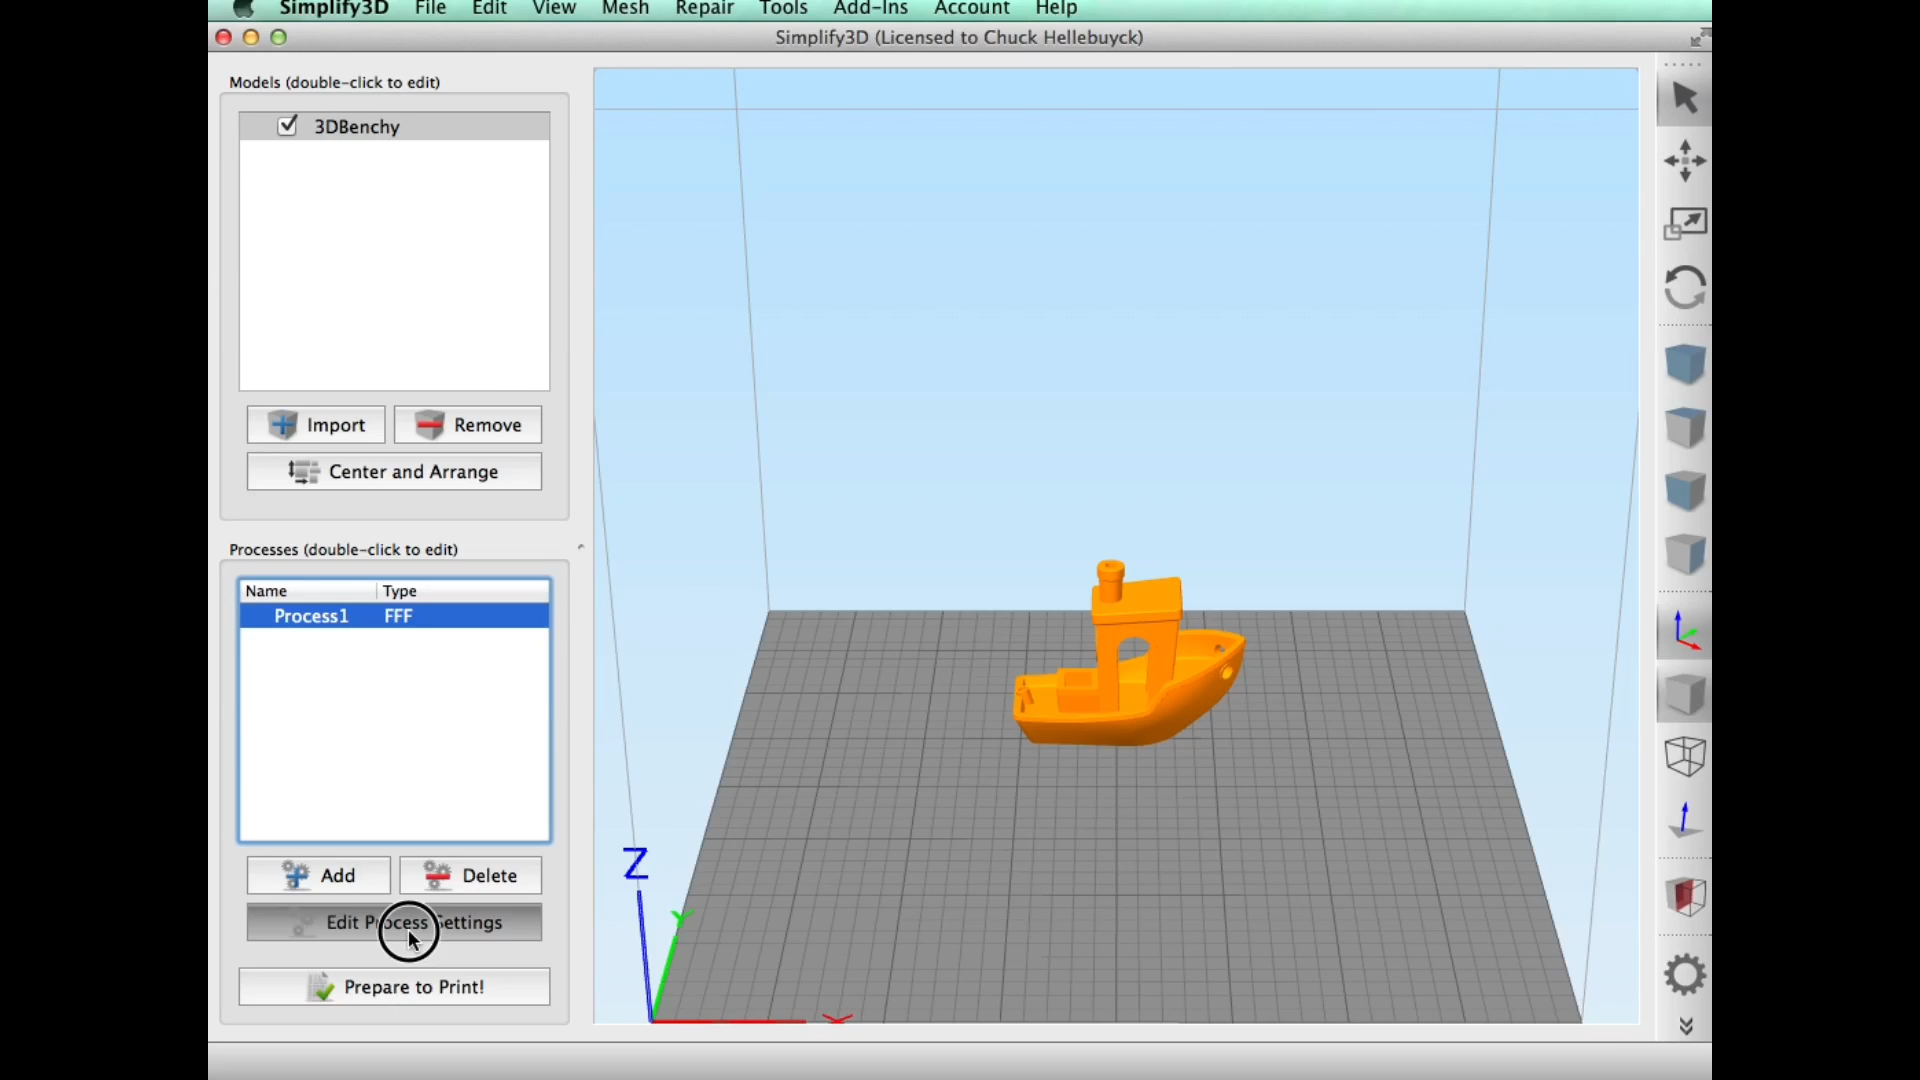 Simplify3D File Edit View Mesh Repair Tools Add-Ins Account Help
Simplify3D (Licensed to Chuck Hellebuyck)
Models (double-click to edit)
3DBenchy
Import Remove
Center and Arrange
Processes (double-click to edit)
Name Type
Process1 FFF
Add Delete
Edit Process Settings
Prepare to Print!
Z
Y
X